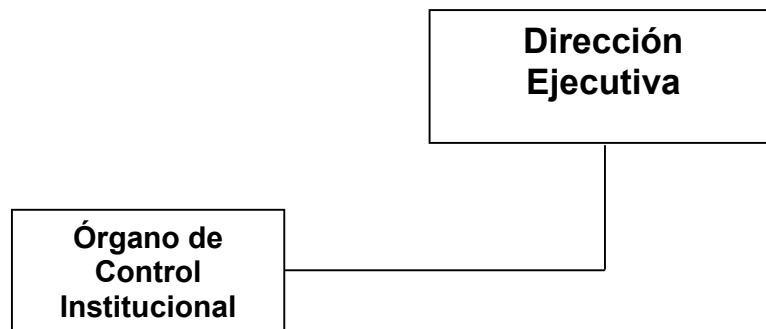 Dirección
Ejecutiva
Órgano de
Control
Institucional